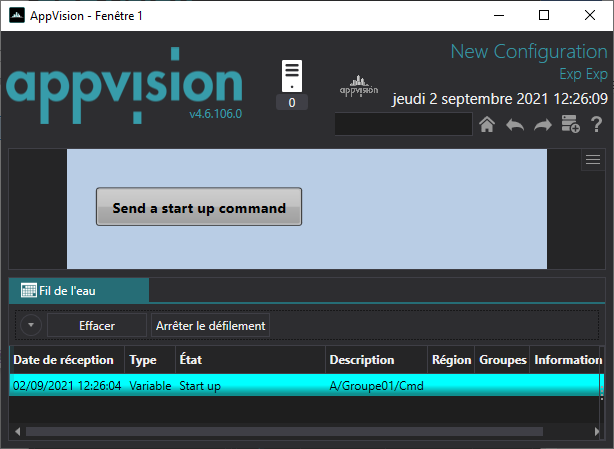 AppVision - Fenêtre 1
New Configuration
appvision
Exp Exp
0
appvision
jeudi 2 septembre 2021 12:26:09
v4.6.106.0
?
Send a start up command
Fil de l'eau
Effacer Arrêter le défilement
Date de réception Type État Description Région Groupes Information
02/09/2021 12:26:04 Variable Start up A/Groupe01/Cmd